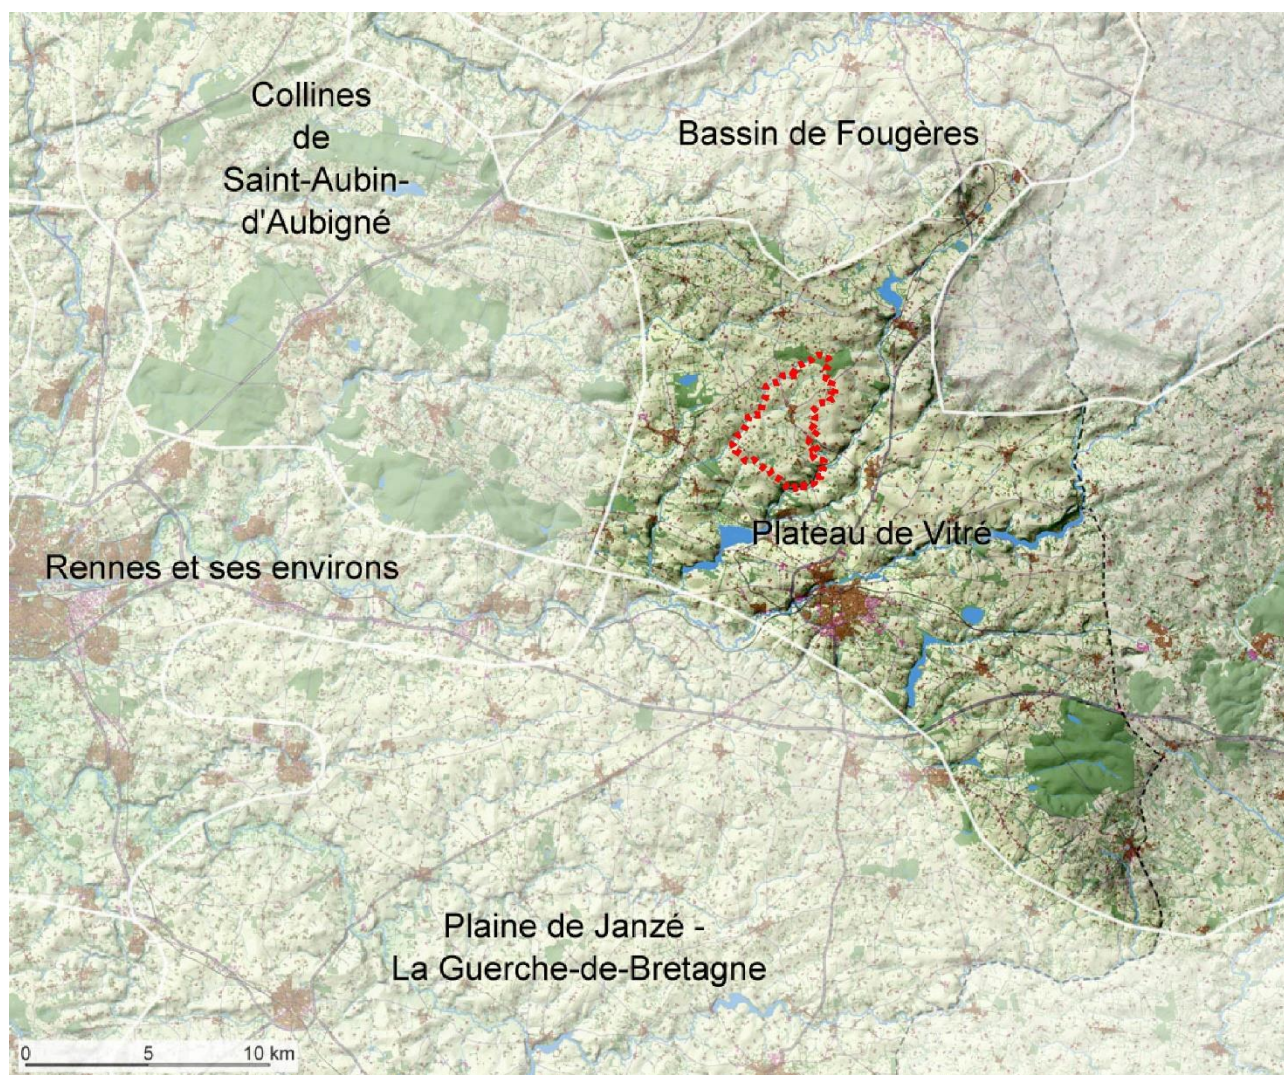 Collines
de
Saint-Aubin-
d'Aubigné
Bassin de Fougères
Plateau de Vitré
Rennes et ses environs
Plaine de Janzé -
La Guerche-de-Bretagne
0 5 10 km